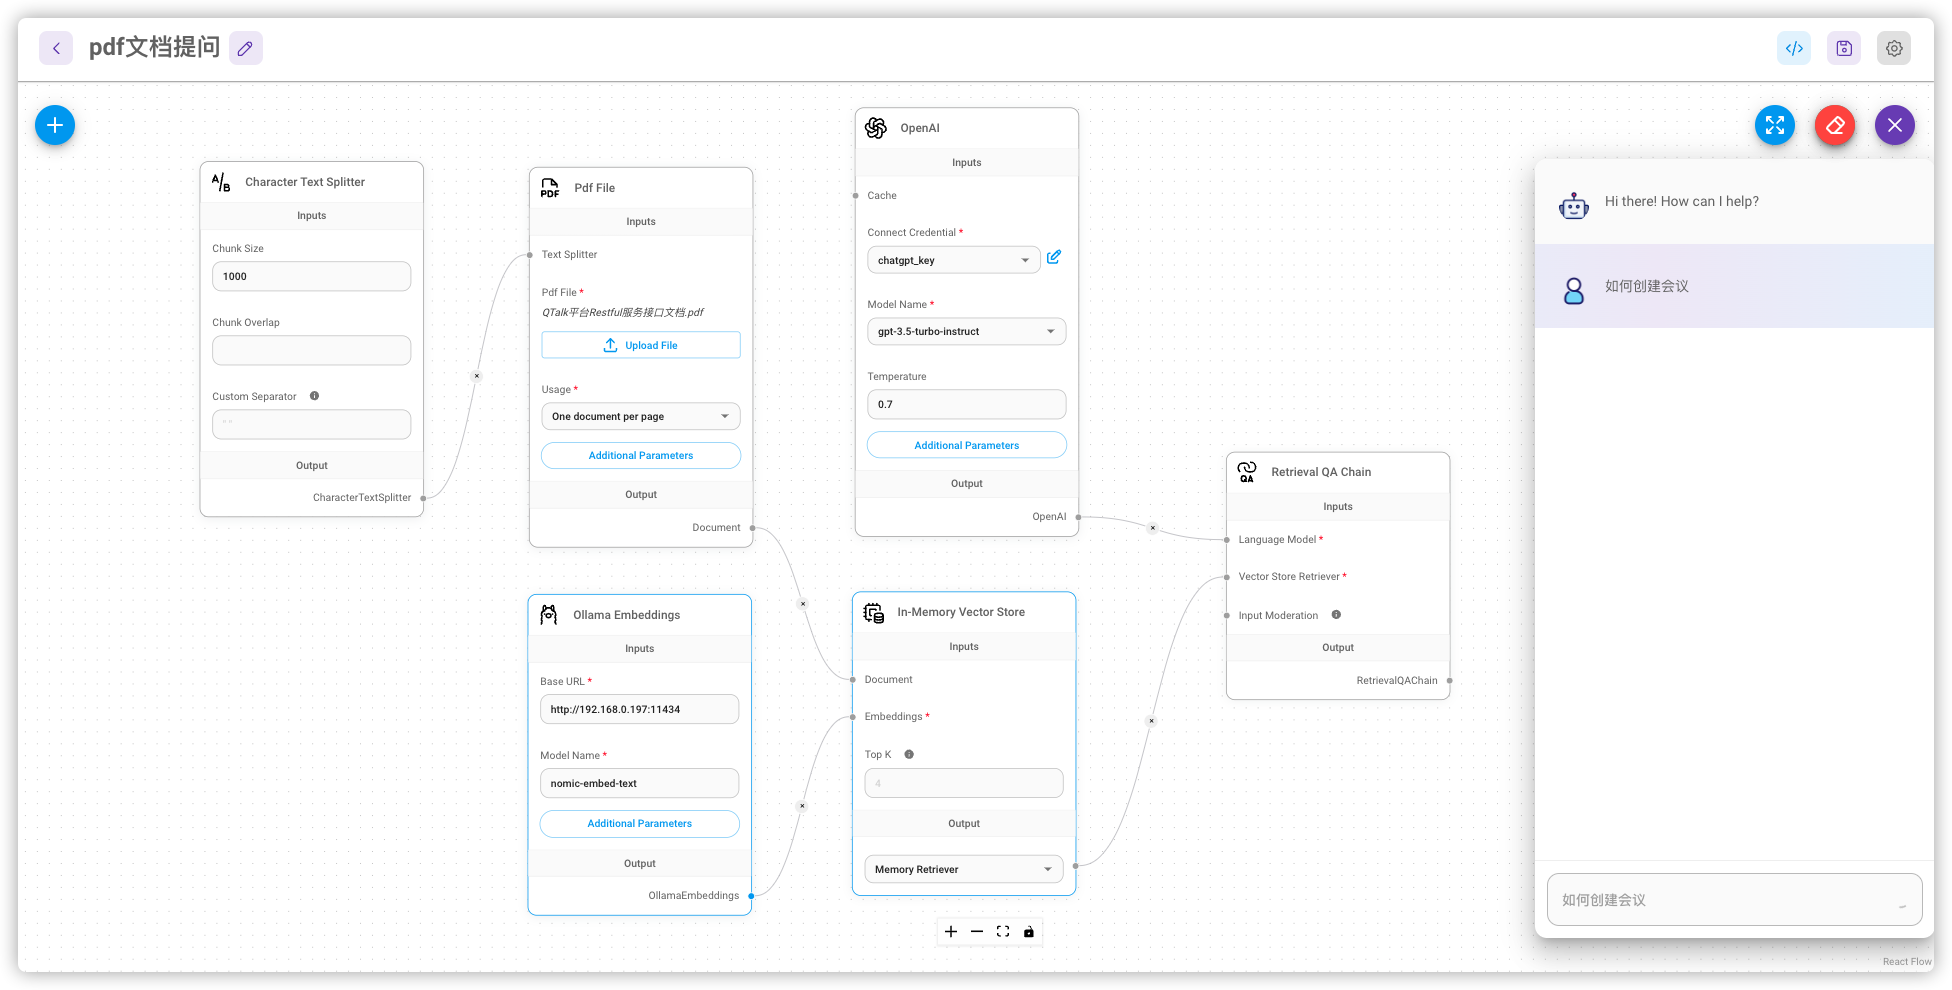 pdf文档提问
Character Text Splitter
Inputs
Chunk Size
1000
Chunk Overlap
Custom Separator
" "
Output
CharacterTextSplitter
PDF
Pdf File
Inputs
Text Splitter
Pdf File *
QTalk平台Restful服务接口文档.pdf
Upload File
Usage *
One document per page
Additional Parameters
Output
Document
OpenAI
Inputs
Cache
Connect Credential *
chatgpt_key
Model Name *
gpt-3.5-turbo-instruct
Temperature
0.7
Additional Parameters
Output
OpenAI
Ollama Embeddings
Inputs
Base URL *
http://192.168.0.197:11434
Model Name *
nomic-embed-text
Additional Parameters
Output
OllamaEmbeddings
In-Memory Vector Store
Inputs
Document
Embeddings *
Top K
4
Output
Memory Retriever
QA
Retrieval QA Chain
Inputs
Language Model *
Vector Store Retriever *
Input Moderation
Output
RetrievalQAChain
Hi there! How can I help?
如何创建会议
如何创建会议
React Flow